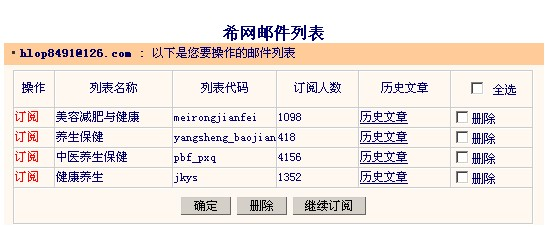 希网邮件列表
· hlop8491@126.com : 以下是您要操作的邮件列表
操作 列表名称 列表代码 订阅人数 历史文章 全选
订阅 美容减肥与健康 meirongjianfei 1098 历史文章 删除
订阅 养生保健 yangsheng_baojian 418 历史文章 删除
订阅 中医养生保健 pbf_pxq 4156 历史文章 删除
订阅 健康养生 jkys 1352 历史文章 删除
确定 删除 继续订阅